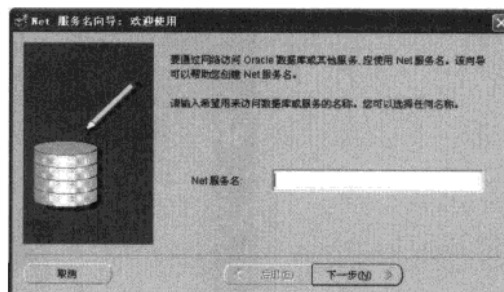 Net 服务名向导: 欢迎使用
要通过网络访问 Oracle 数据库或其他服务, 应使用 Net 服务名。该向导
可以帮助您创建 Net 服务名。
请输入希望用来访问数据库或服务的名称。您可以选择任何名称。
Net 服务名:
取消
下一步(N)